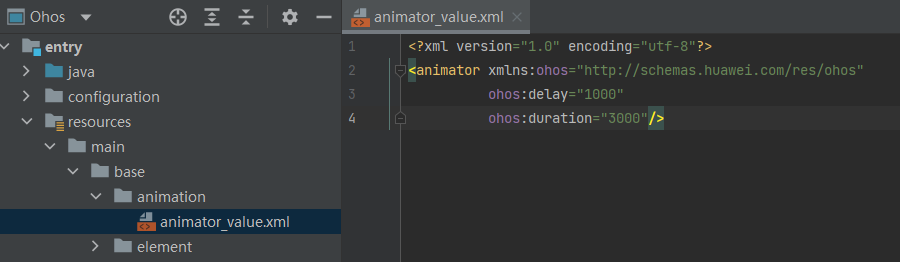 Ohos
entry
java
configuration
resources
main
base
animation
animator_value.xml
element
animator_value.xml
1 <?xml version="1.0" encoding="utf-8"?>
2 <animator xmlns:ohos="http://schemas.huawei.com/res/ohos"
3 ohos:delay="1000"
4 ohos:duration="3000"/>